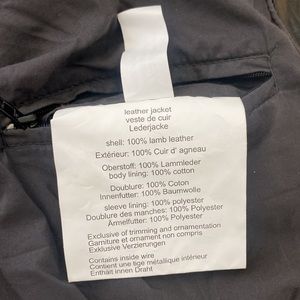 leather jacket
veste de cuir
Lederjacke
shell: 100% lamb leather
Extérieur: 100% Cuir d' agneau
Oberstoff: 100% Lammleder
body lining: 100% cotton
Doublure: 100% Coton
Innenfutter: 100% Baumwolle
sleeve lining: 100% polyester
Doublure des manches: 100% Polyester
Ärmelfutter: 100% Polyester
Exclusive of trimming and ornamentation
Garniture et ornament non compris
Exklusive Verzierungen
Contains inside wire
Contient une tige métallique intérieur
Enthält innen Draht